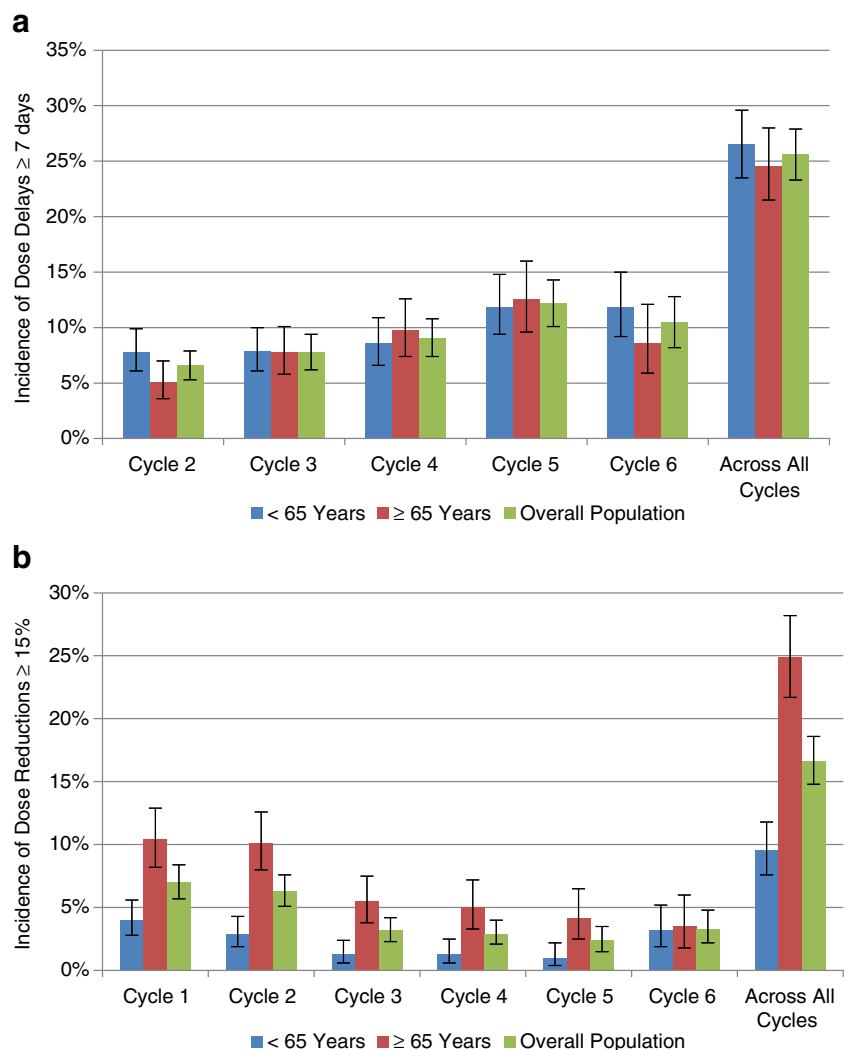 a
Incidence of Dose Delays ≥ 7 days
35%
30%
25%
20%
15%
10%
5%
0%
Cycle 2 Cycle 3 Cycle 4 Cycle 5 Cycle 6 Across All
Cycles
< 65 Years ≥ 65 Years Overall Population
b
Incidence of Dose Reductions ≥ 15%
30%
25%
20%
15%
10%
5%
0%
Cycle 1 Cycle 2 Cycle 3 Cycle 4 Cycle 5 Cycle 6 Across All
Cycles
< 65 Years ≥ 65 Years Overall Population